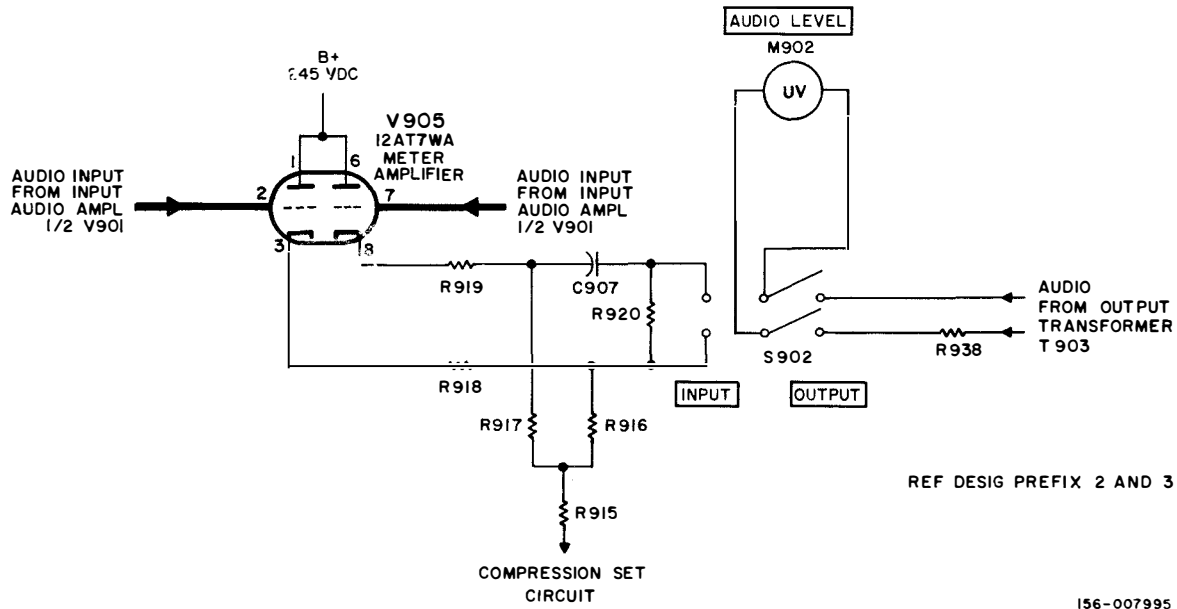 AUDIO LEVEL
M902
UV
B+
245 VDC
V905
12AT7WA
METER
AMPLIFIER
1
6
2
7
3
8
AUDIO INPUT
FROM INPUT
AUDIO AMPL
1/2 V901
AUDIO INPUT
FROM INPUT
AUDIO AMPL
1/2 V901
R919
C907
R920
R918
S902
R938
AUDIO
FROM OUTPUT
TRANSFORMER
T903
INPUT
OUTPUT
R917
R916
R915
REF DESIG PREFIX 2 AND 3
COMPRESSION SET
CIRCUIT
156-007995